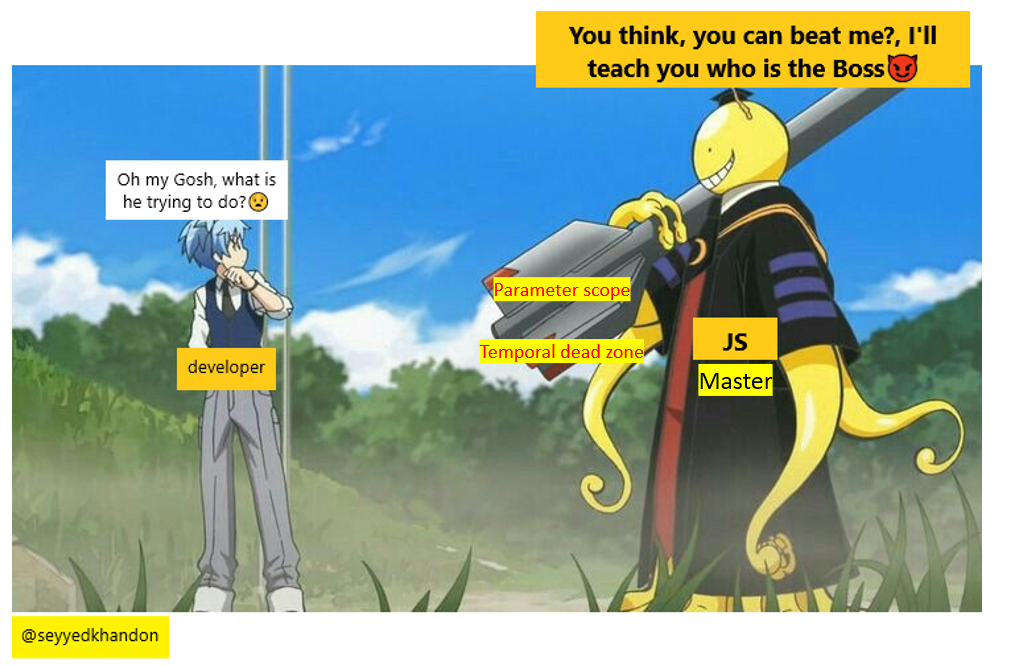 You think, you can beat me?, I'll
teach you who is the Boss😈
Oh my Gosh, what is
he trying to do?😧
Parameter scope
Temporal dead zone
JS
Master
developer
@seyyedkhandon